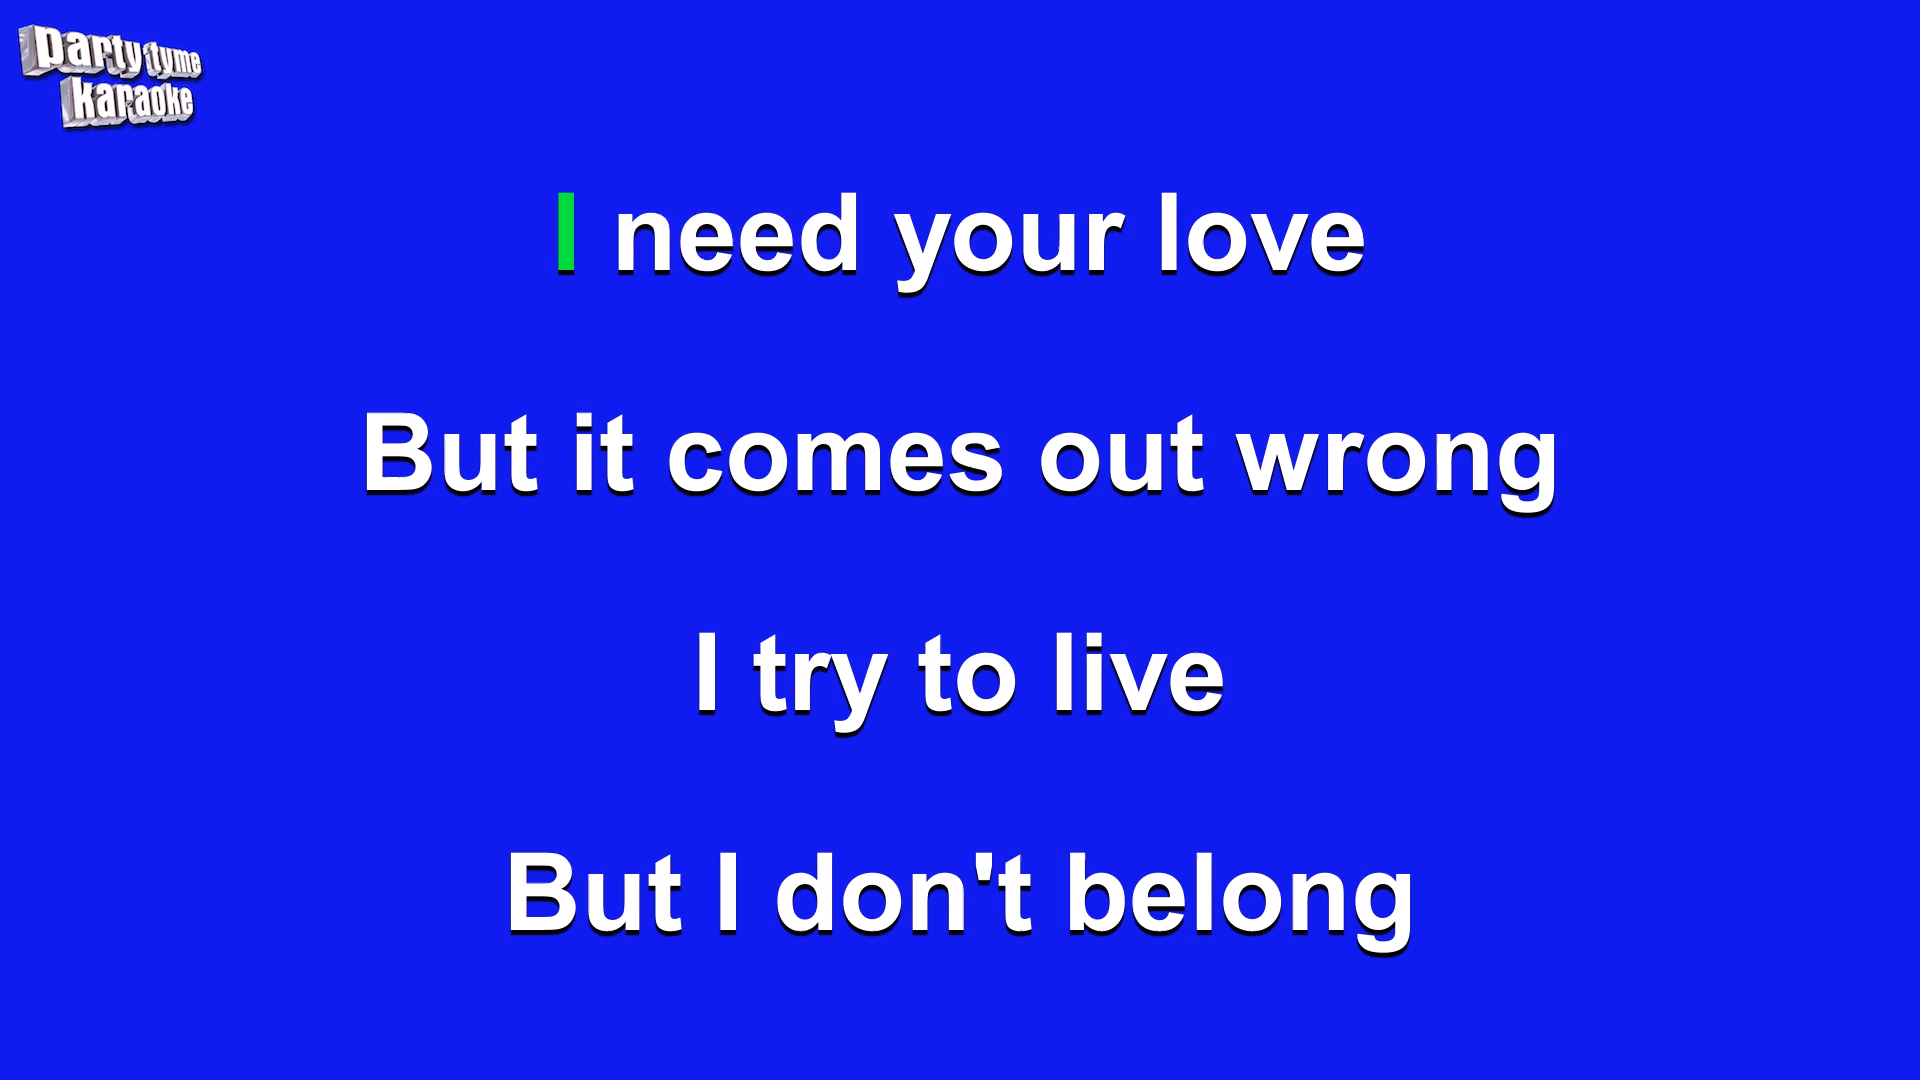 party tyme
karaoke
I need your love
But it comes out wrong
I try to live
But I don't belong